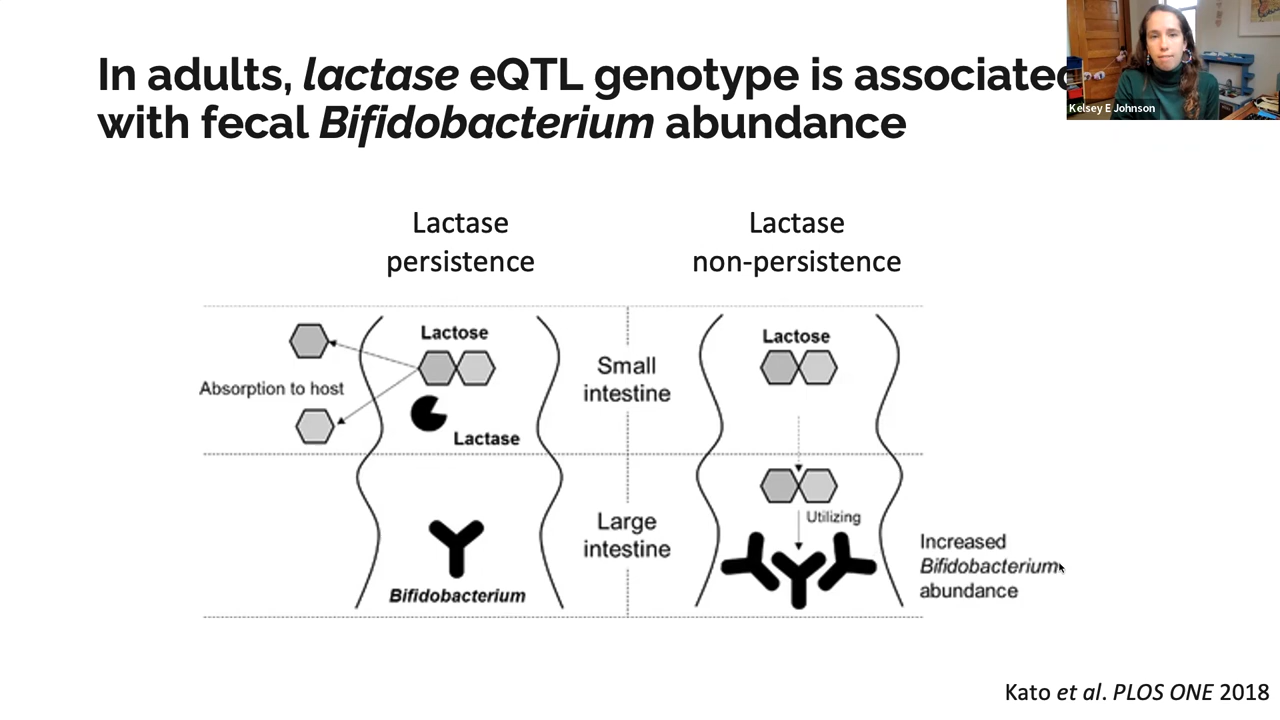 In adults, lactase eQTL genotype is associated
with fecal Bifidobacterium abundance
Kelsey E Johnson
Lactase
persistence
Lactase
non-persistence
Lactose
Absorption to host
Lactase
Small
intestine
Lactose
Large
intestine
Bifidobacterium
Utilizing
Increased
Bifidobacterium
abundance
Kato et al. PLOS ONE 2018